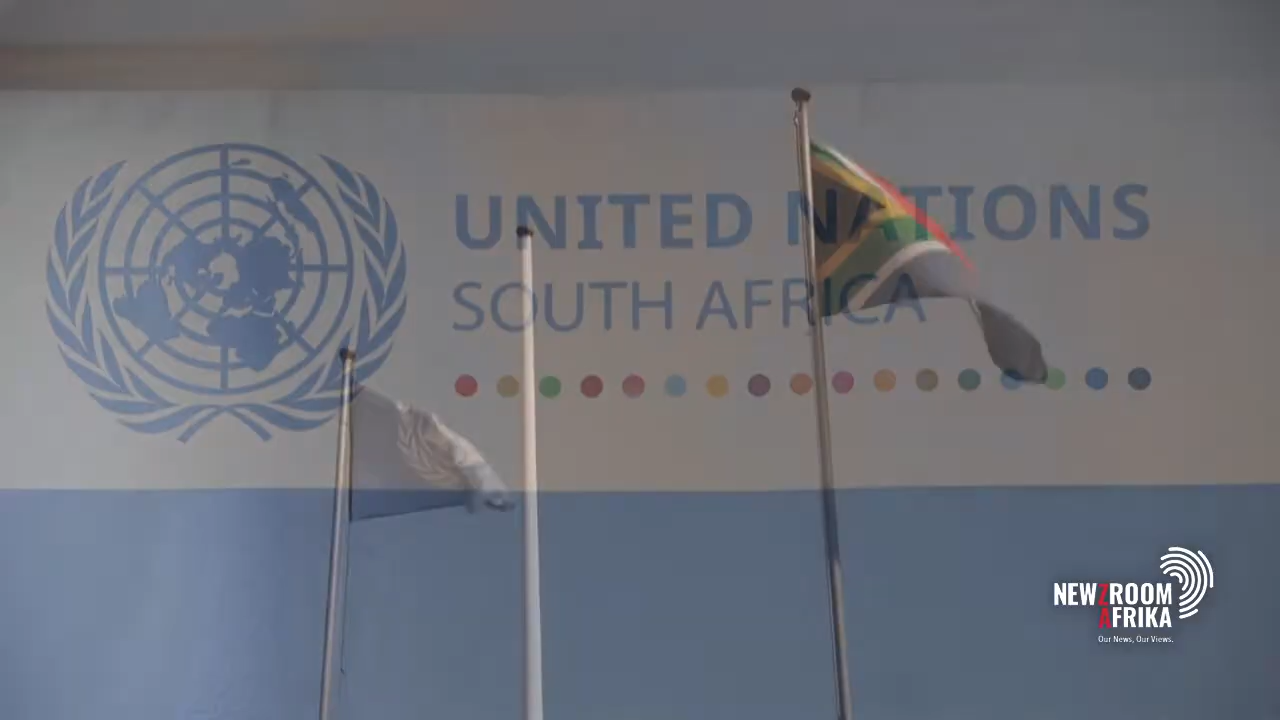 UNITED NATIONS
SOUTH AFRICA
NEWZROOM
AFRIKA
Our News, Our Views.